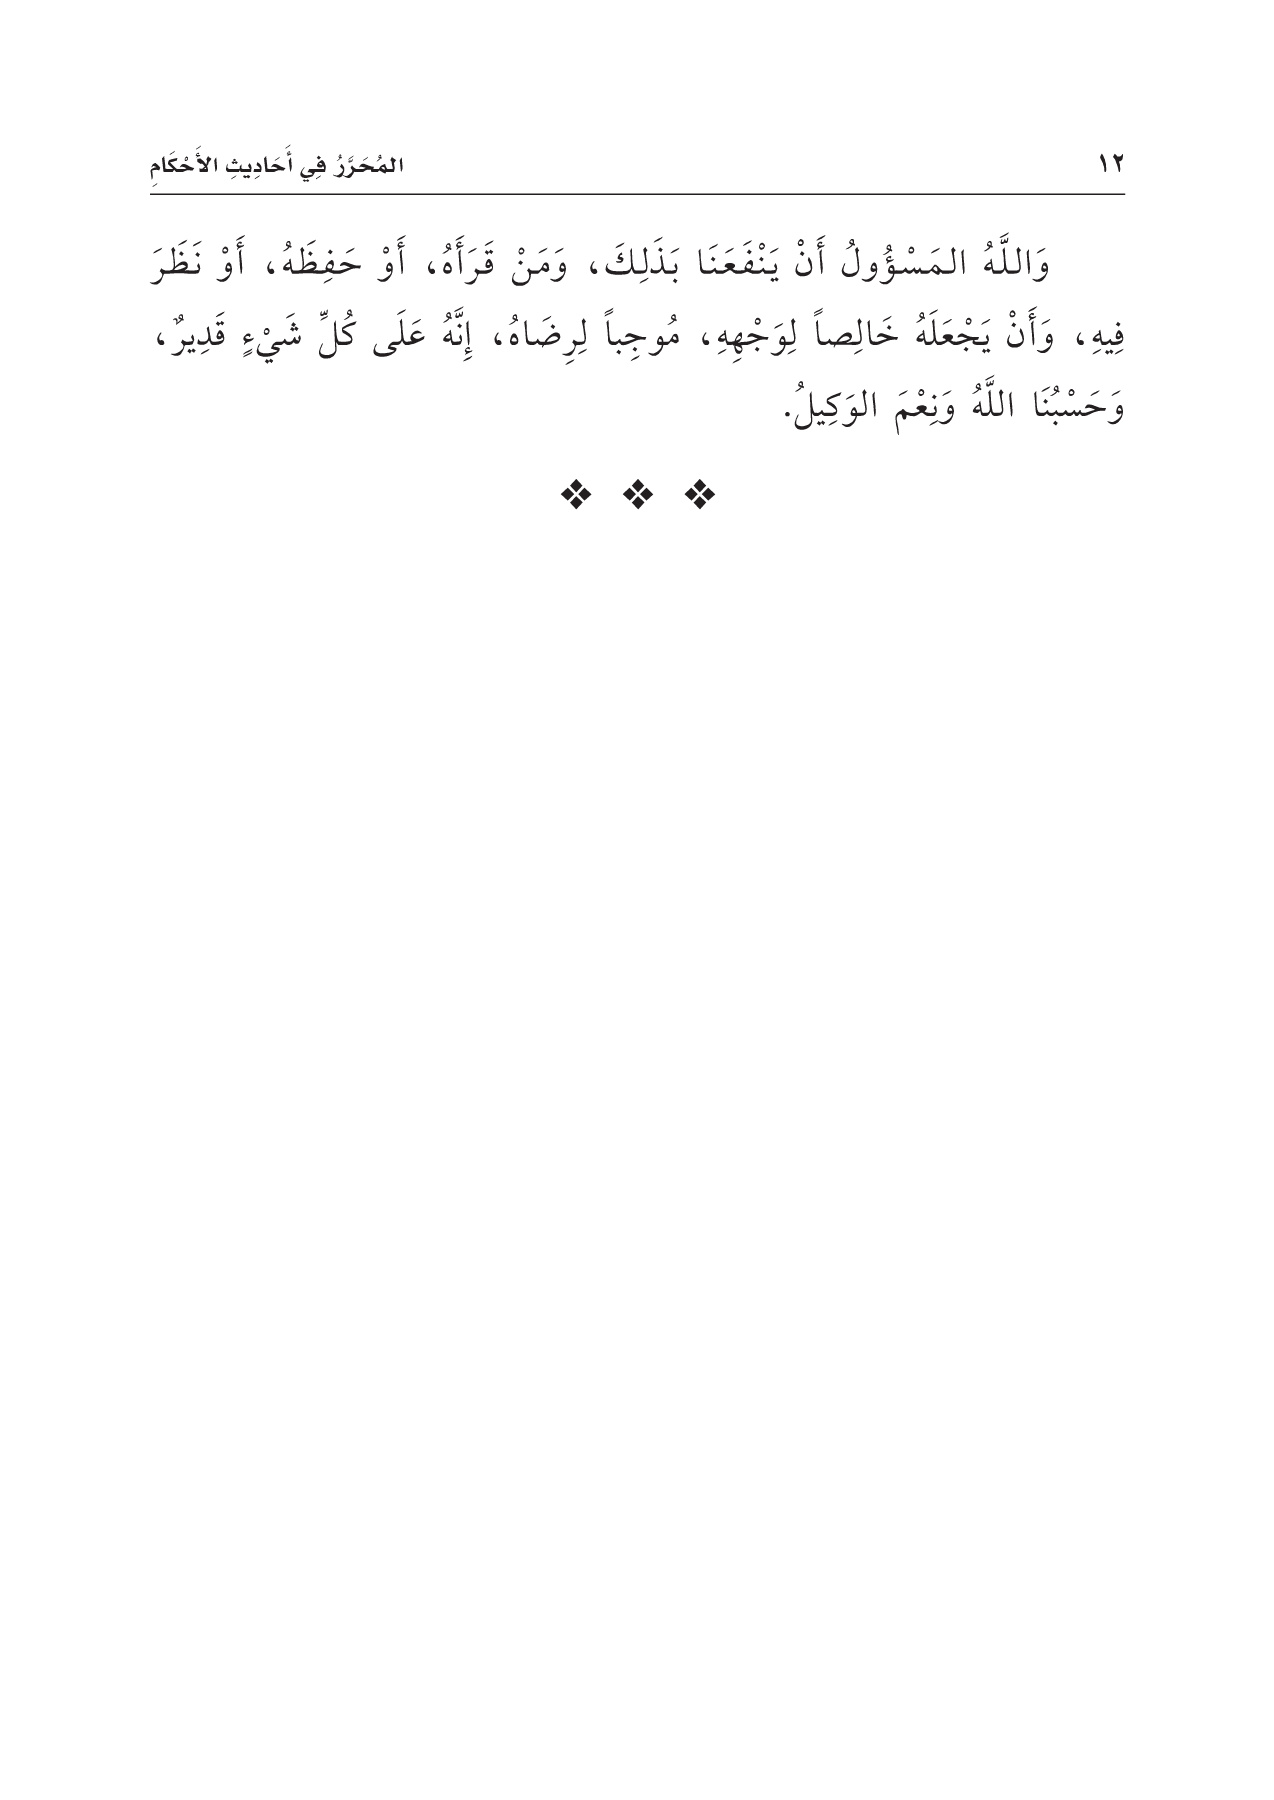 ١٢ المُحَرَّرُ فِي أَحَادِيثِ الأَحْكَامِ
وَاللَّهُ المَسْؤُولُ أَنْ يَنْفَعَنَا بَذَلِكَ، وَمَنْ قَرَأَهُ، أَوْ حَفِظَهُ، أَوْ نَظَرَ
فِيهِ، وَأَنْ يَجْعَلَهُ خَالِصاً لِوَجْهِهِ، مُوجِباً لِرِضَاهُ، إِنَّهُ عَلَى كُلِّ شَيْءٍ قَدِيرٌ،
وَحَسْبُنَا اللَّهُ وَنِعْمَ الوَكِيلُ.